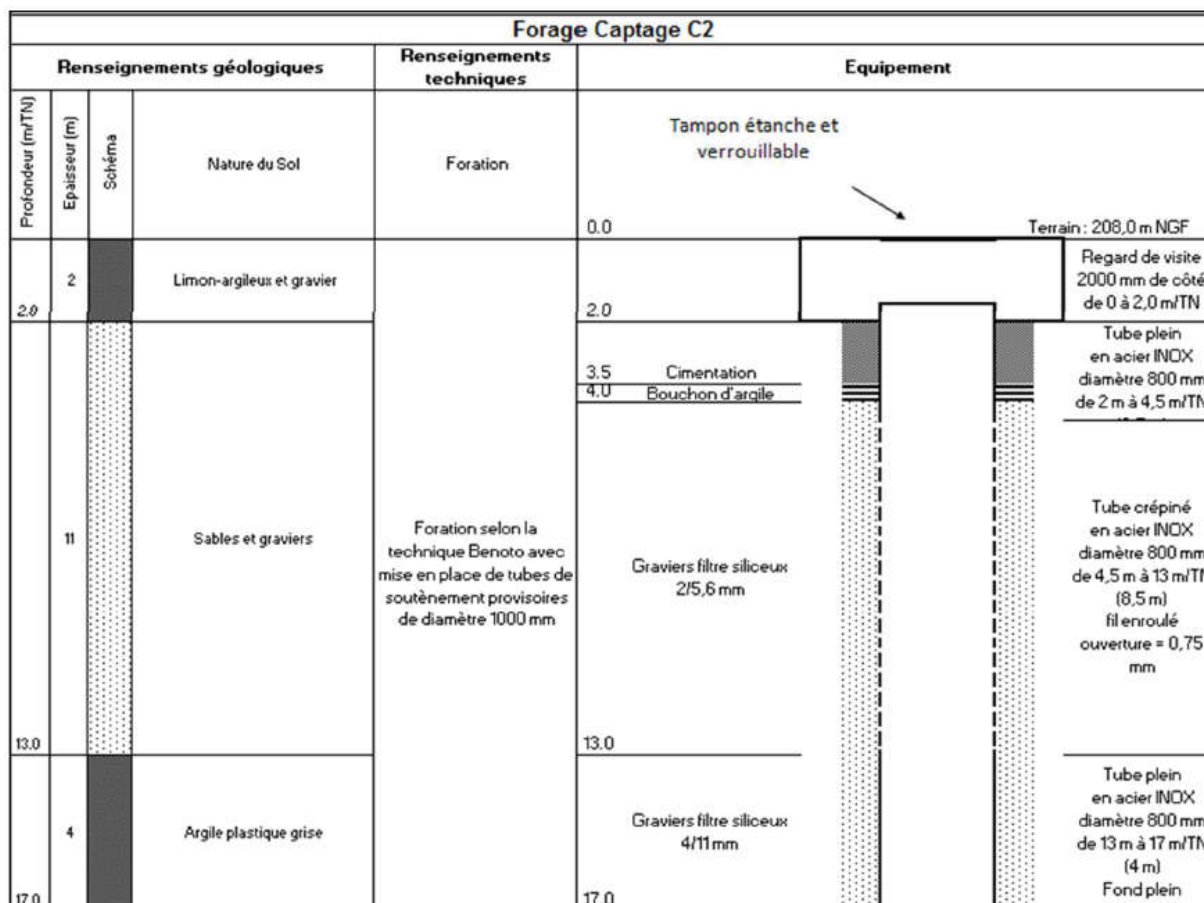 Forage Captage C2
Renseignements géologiques
Renseignements
techniques
Equipement
Profondeur (m/TN)
Epaisseur (m)
Schéma
Nature du Sol
Foration
Tampon étanche et
verrouillable
0.0
Terrain : 208,0 m NGF
2
Limon-argileux et gravier
Regard de visite
2000 mm de côté
de 0 à 2,0 m/TN
2.0
2.0
Tube plein
en acier INOX
diamètre 800 mm
de 2 m à 4,5 m/TN
3.5
Cimentation
4.0
Bouchon d'argile
11
Sables et graviers
Foration selon la
technique Benoto avec
mise en place de tubes de
soutènement provisoires
de diamètre 1000 mm
Graviers filtre siliceux
2/5,6 mm
Tube crépiné
en acier INOX
diamètre 800 mm
de 4,5 m à 13 m/TN
(8,5 m)
fil enroulé
ouverture = 0,75
mm
13.0
13.0
4
Argile plastique grise
Graviers filtre siliceux
4/11 mm
Tube plein
en acier INOX
diamètre 800 mm
de 13 m à 17 m/TN
(4 m)
Fond plein
17.0
17.0